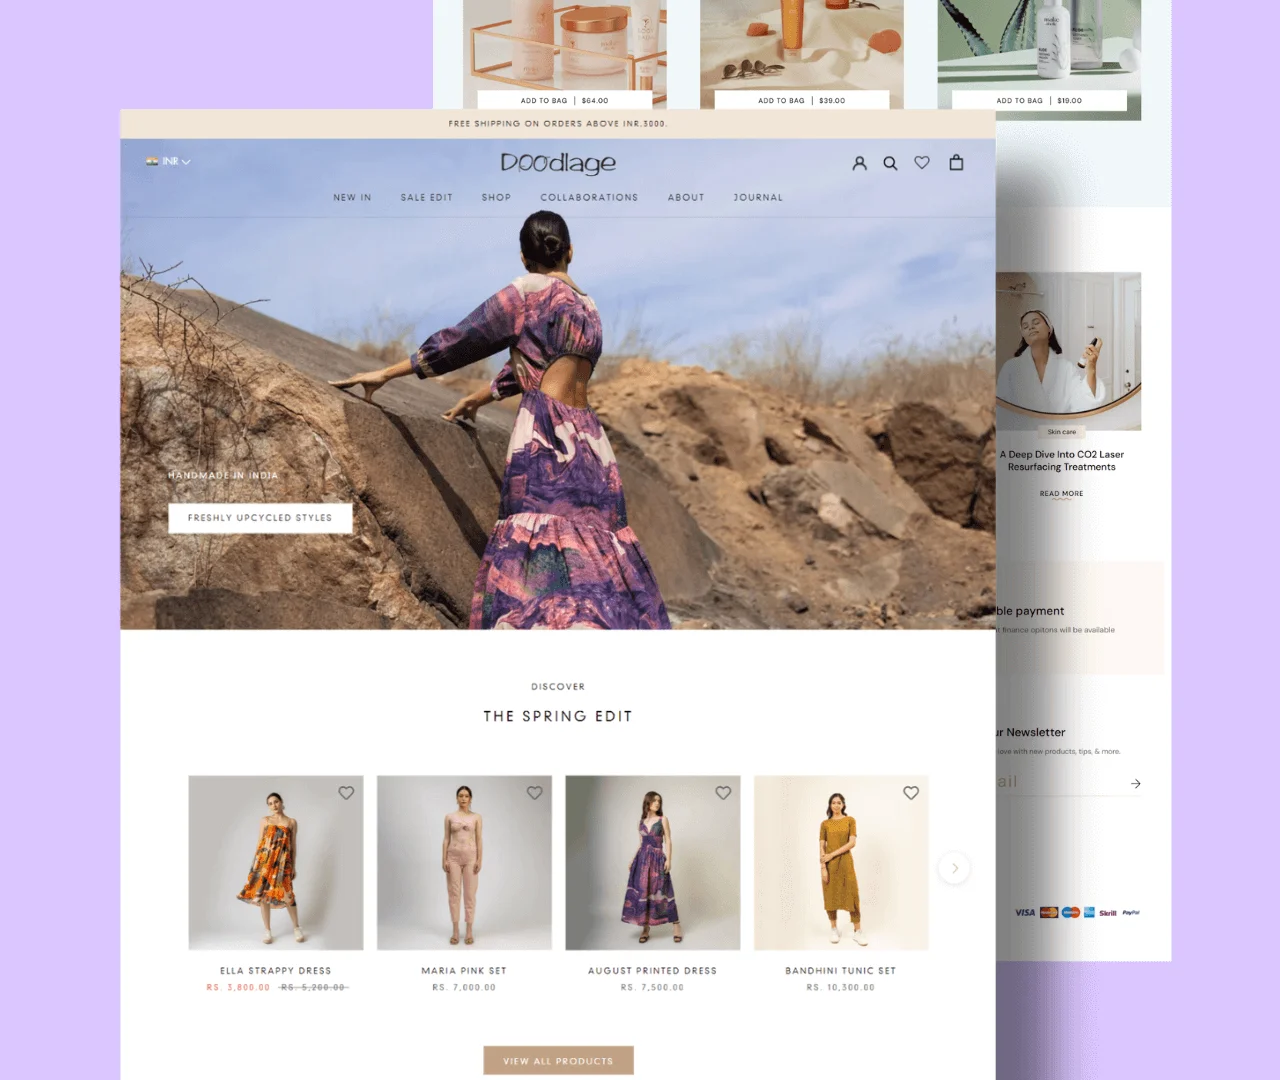 ADD TO BAG | $64.00
ADD TO BAG | $39.00
ADD TO BAG | $19.00
FREE SHIPPING ON ORDERS ABOVE INR.3000.
INR
Doodlage
NEW IN
SALE EDIT
SHOP
COLLABORATIONS
ABOUT
JOURNAL
HANDMADE IN INDIA
FRESHLY UPCYCLED STYLES
Skin care
A Deep Dive Into CO2 Laser
Resurfacing Treatments
READ MORE
ble payment
t finance opitons will be available
ur Newsletter
love with new products, tips, & more.
ail
DISCOVER
THE SPRING EDIT
ELLA STRAPPY DRESS
RS. 3,800.00 RS. 5,200.00
MARIA PINK SET
RS. 7,000.00
AUGUST PRINTED DRESS
RS. 7,500.00
BANDHINI TUNIC SET
RS. 10,300.00
VISA
Skrill
PayPal
VIEW ALL PRODUCTS